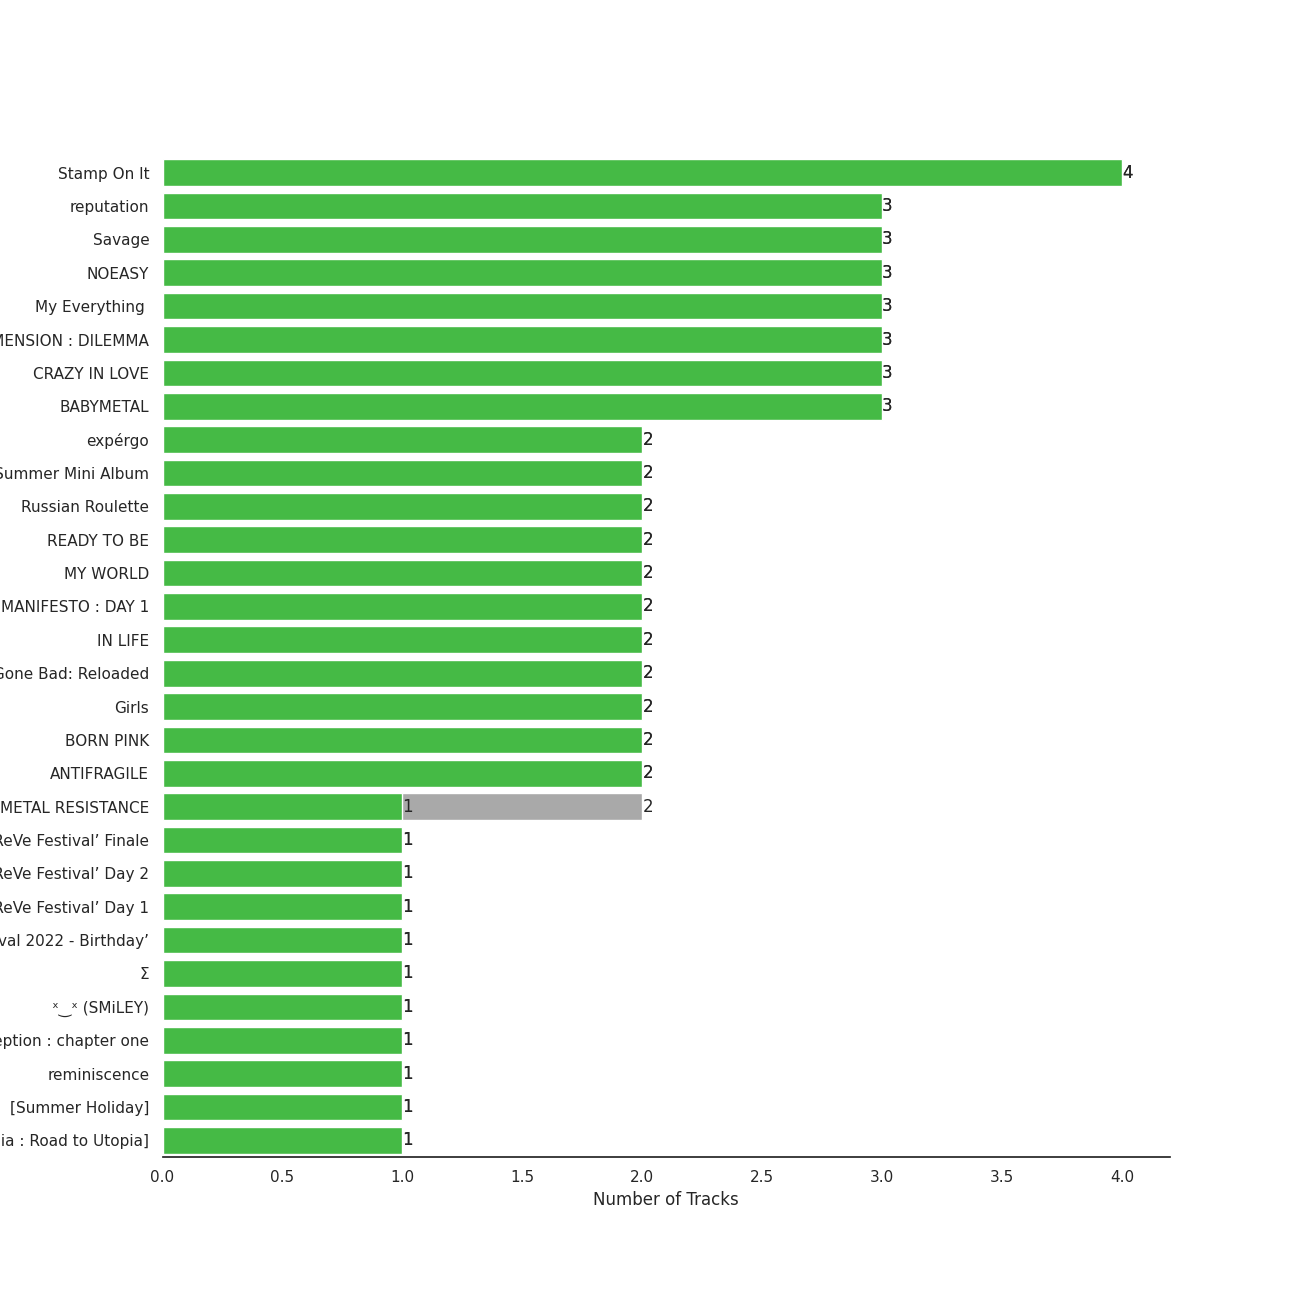 Stamp On It 4
reputation 3
Savage 3
NOEASY 3
My Everything 3
MENSION : DILEMMA 3
CRAZY IN LOVE 3
BABYMETAL 3
expérgo 2
Summer Mini Album 2
Russian Roulette 2
READY TO BE 2
MY WORLD 2
MANIFESTO : DAY 1 2
IN LIFE 2
Gone Bad: Reloaded 2
Girls 2
BORN PINK 2
ANTIFRAGILE 2
METAL RESISTANCE 1 2
ReVe Festival’ Finale 1
ReVe Festival’ Day 2 1
ReVe Festival’ Day 1 1
val 2022 - Birthday’ 1
Σ 1
ˣ‿ˣ (SMiLEY) 1
eption : chapter one 1
reminiscence 1
[Summer Holiday] 1
ia : Road to Utopia] 1
0.0 0.5 1.0 1.5 2.0 2.5 3.0 3.5 4.0
Number of Tracks